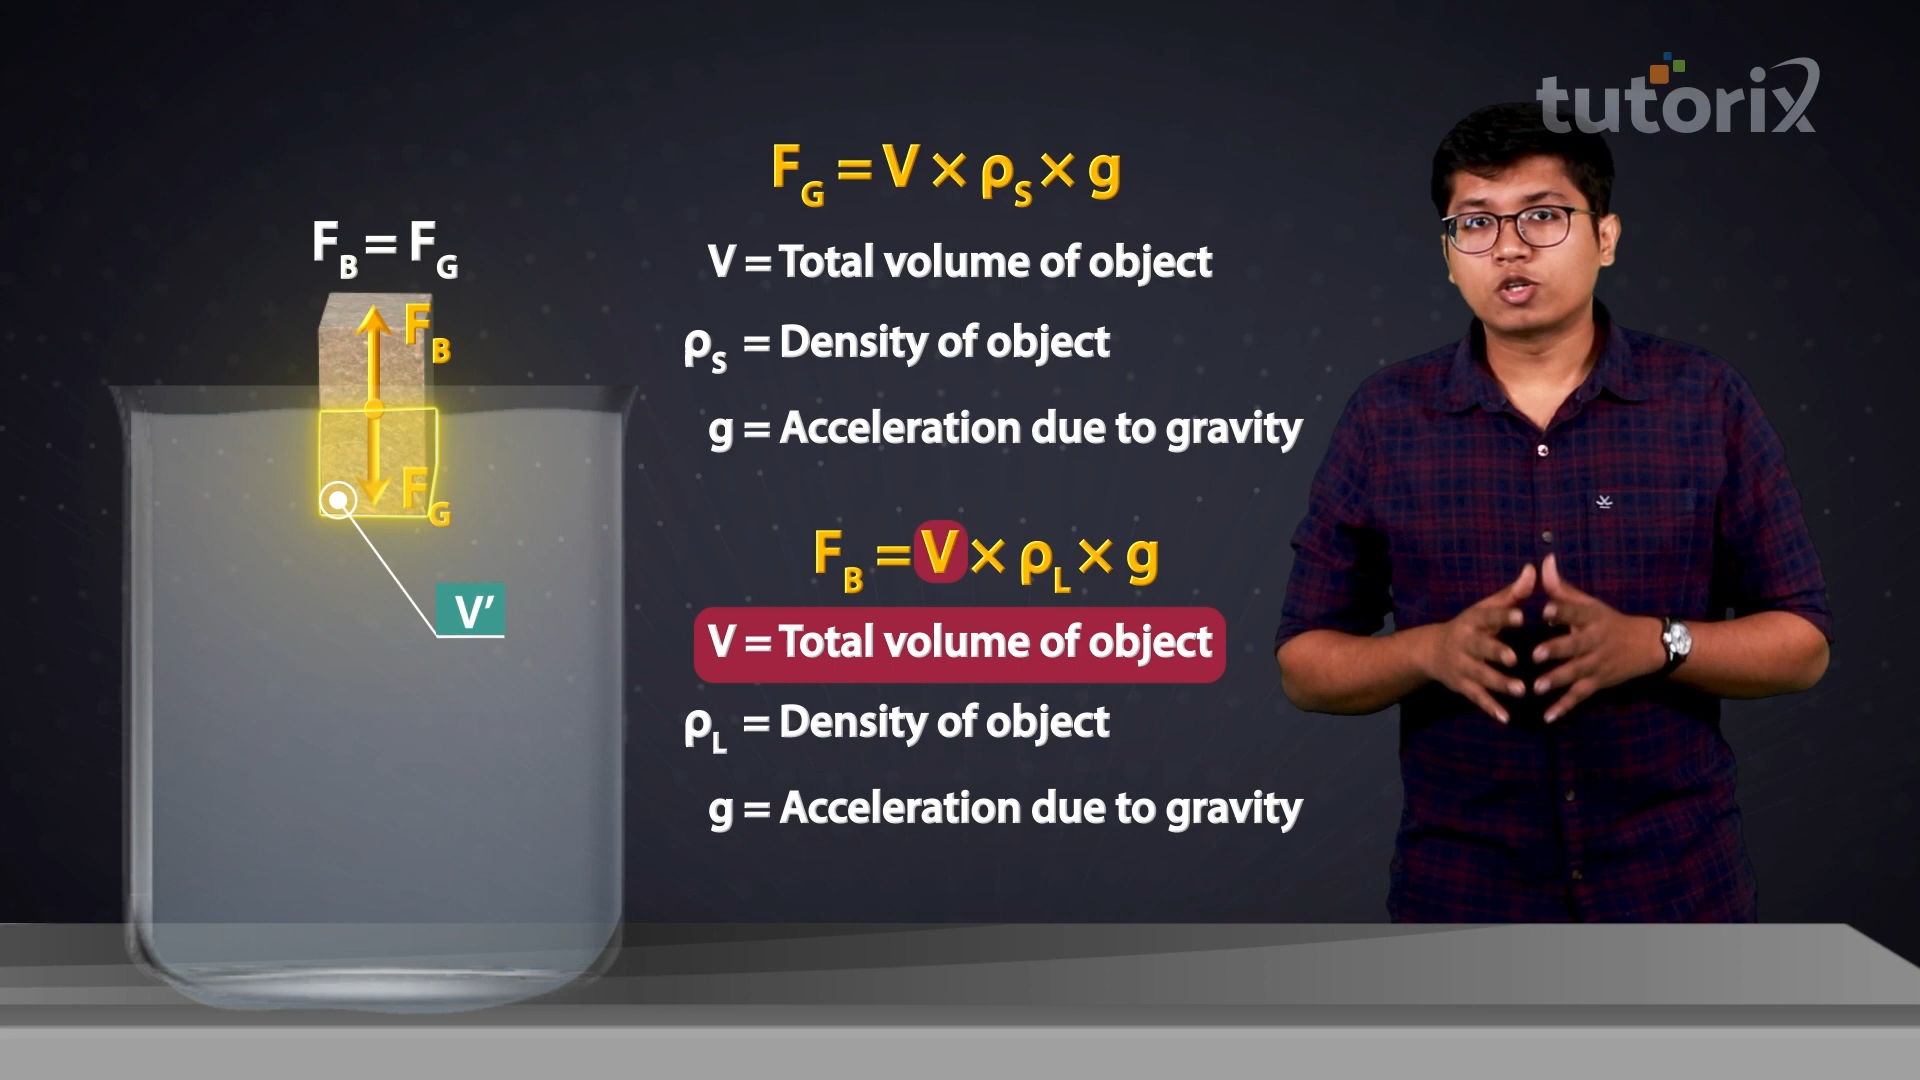 tutorix
F_B = F_G
F_B
F_G
V′
F_G = V × ρ_S × g
V = Total volume of object
ρ_S = Density of object
g = Acceleration due to gravity
F_B = V × ρ_L × g
V = Total volume of object
ρ_L = Density of object
g = Acceleration due to gravity